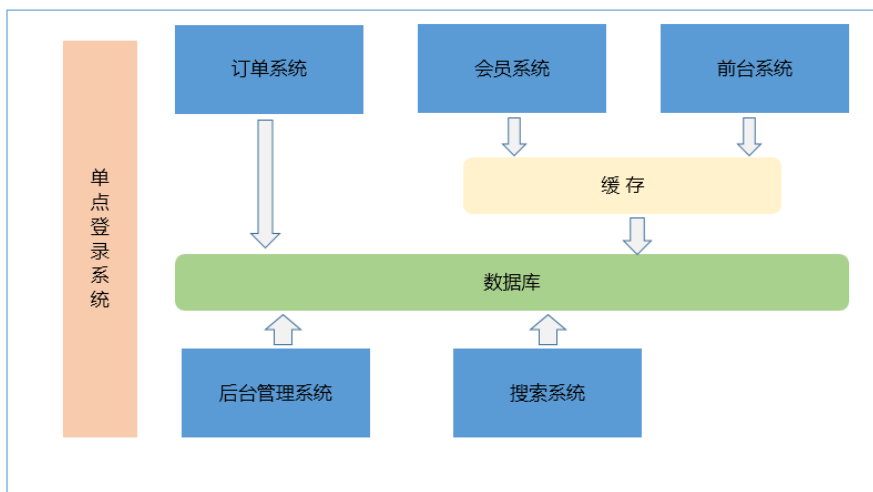 单点登录系统
订单系统
会员系统
前台系统
缓 存
数据库
后台管理系统
搜索系统